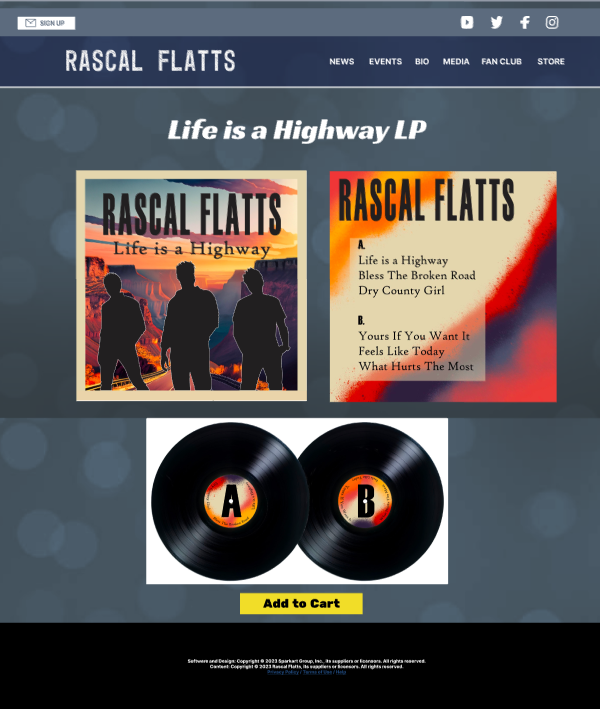 SIGN UP
RASCAL FLATTS
NEWS EVENTS BIO MEDIA FAN CLUB STORE
Life is a Highway LP
RASCAL FLATTS
Life is a Highway
RASCAL FLATTS
A.
Life is a Highway
Bless The Broken Road
Dry County Girl
B.
Yours If You Want It
Feels Like Today
What Hurts The Most
A
B
Add to Cart
Software and Design: Copyright © 2023 Sparkart Group, Inc., its suppliers or licensors. All rights reserved.
Content: Copyright © 2023 Rascal Flatts, its suppliers or licensors. All rights reserved.
Privacy Policy / Terms of Use / Help